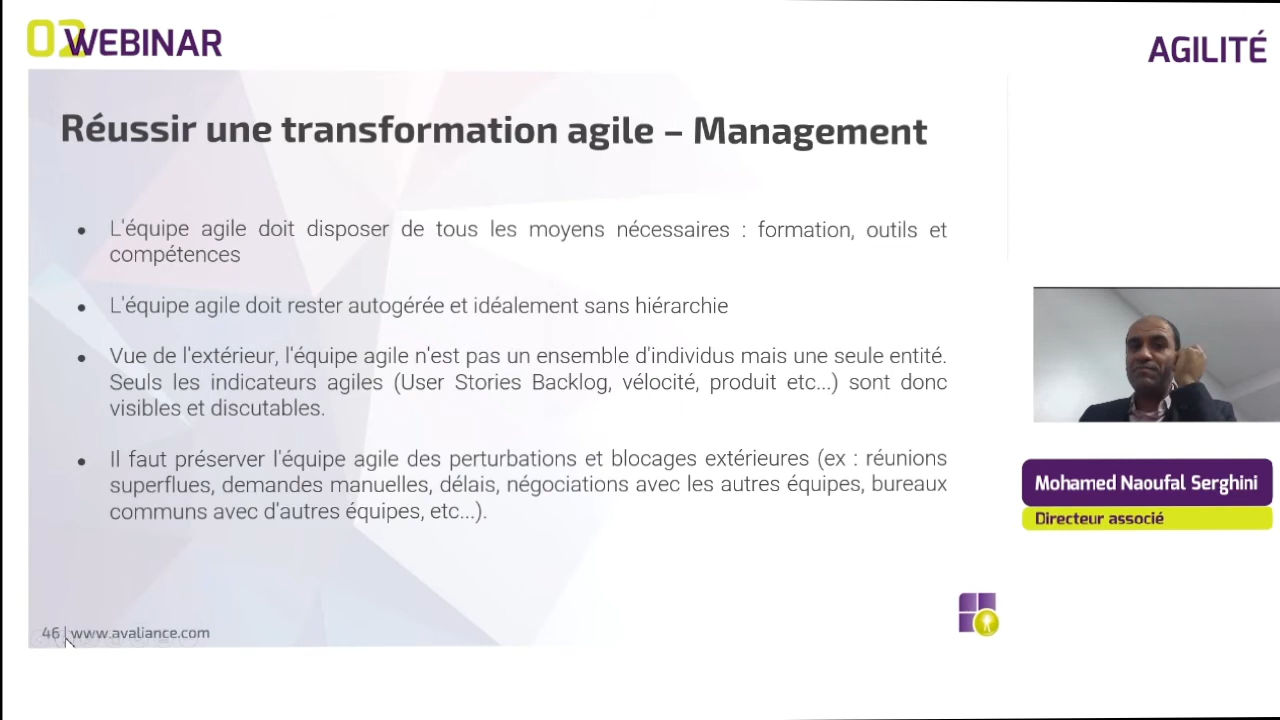 02 WEBINAR
AGILITÉ
Réussir une transformation agile – Management
• L'équipe agile doit disposer de tous les moyens nécessaires : formation, outils et
compétences
• L'équipe agile doit rester autogérée et idéalement sans hiérarchie
• Vue de l'extérieur, l'équipe agile n'est pas un ensemble d'individus mais une seule entité.
Seuls les indicateurs agiles (User Stories Backlog, vélocité, produit etc...) sont donc
visibles et discutables.
• Il faut préserver l'équipe agile des perturbations et blocages extérieures (ex : réunions
superflues, demandes manuelles, délais, négociations avec les autres équipes, bureaux
communs avec d'autres équipes, etc...).
Mohamed Naoufal Serghini
Directeur associé
46 | www.avaliance.com